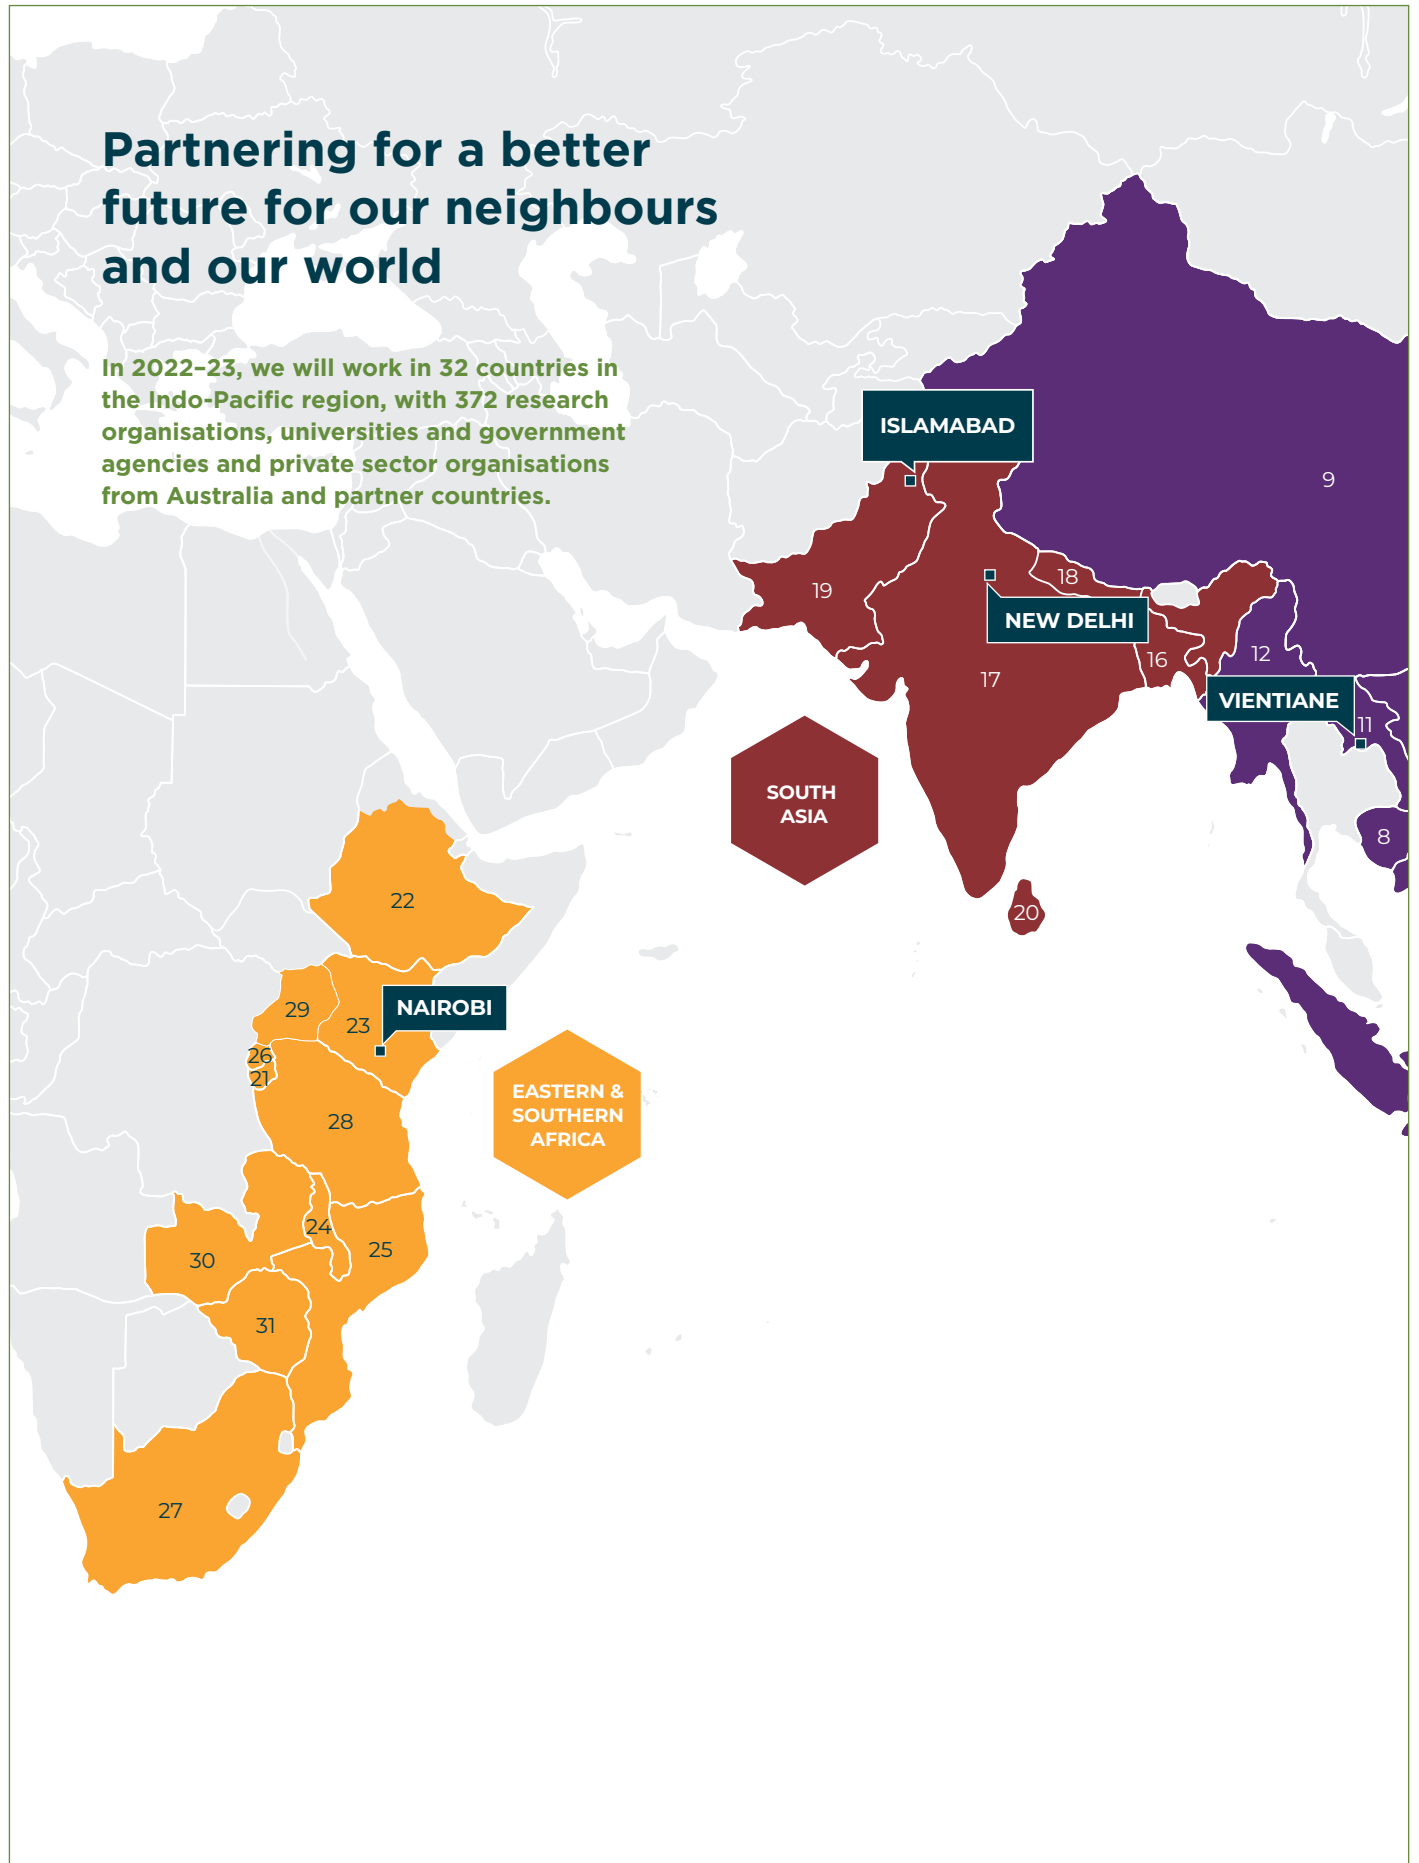 Partnering for a better
future for our neighbours
and our world
In 2022–23, we will work in 32 countries in
the Indo-Pacific region, with 372 research
organisations, universities and government
agencies and private sector organisations
from Australia and partner countries.
ISLAMABAD
9
19
18
NEW DELHI
16
12
17
VIENTIANE
11
SOUTH
ASIA
8
22
20
29
23
NAIROBI
26
21
EASTERN &
SOUTHERN
AFRICA
28
24
25
30
31
27